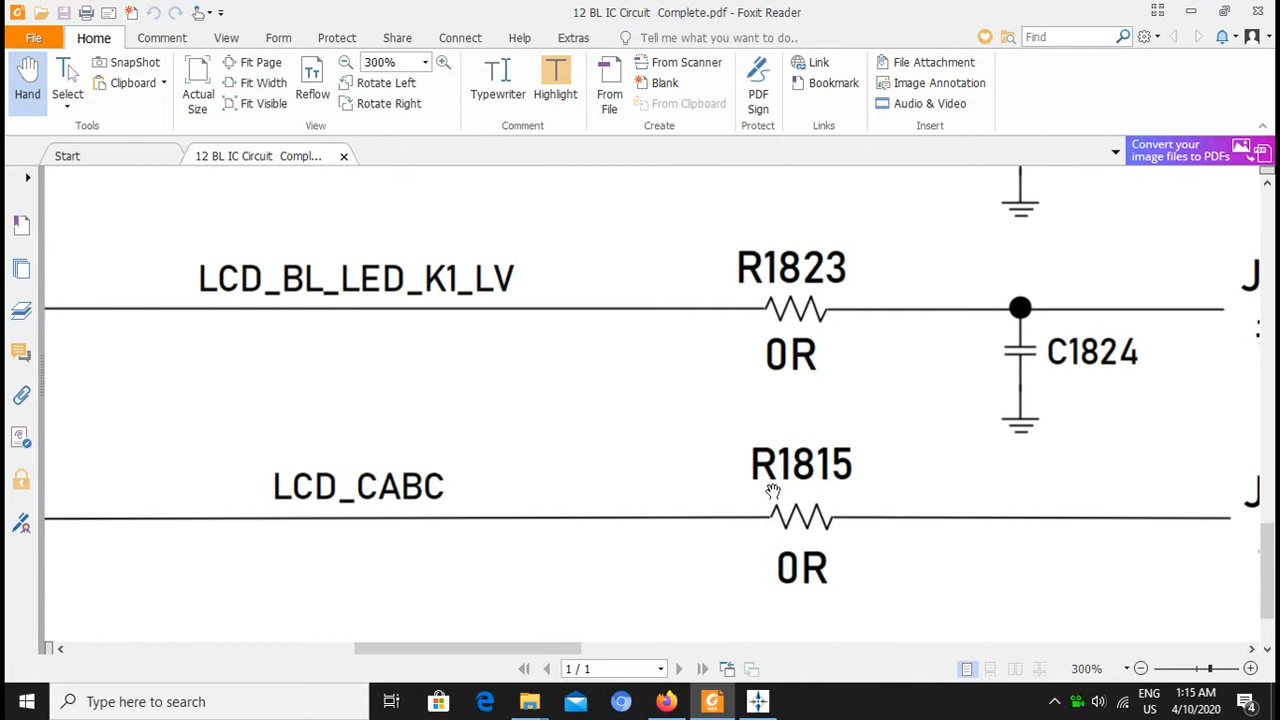 12 BL IC Circuit  Complete.pdf - Foxit Reader
File Home Comment View Form Protect Share Connect Help Extras Tell me what you want to do.. Find
Hand
Select
SnapShot
Clipboard
Tools
Actual
Size
Fit Page
Fit Width
Fit Visible
Reflow
300%
Rotate Left
Rotate Right
View
Typewriter
Highlight
Comment
From
File
From Scanner
Blank
From Clipboard
Create
PDF
Sign
Protect
Link
Bookmark
Links
File Attachment
Image Annotation
Audio & Video
Insert
Start
12 BL IC Circuit  Compl...
Convert your
image files to PDFs
LCD_BL_LED_K1_LV
R1823
0R
C1824
J
LCD_CABC
R1815
0R
J
1 / 1
300%
Type here to search
ENG
US
1:15 AM
4/10/2020
4